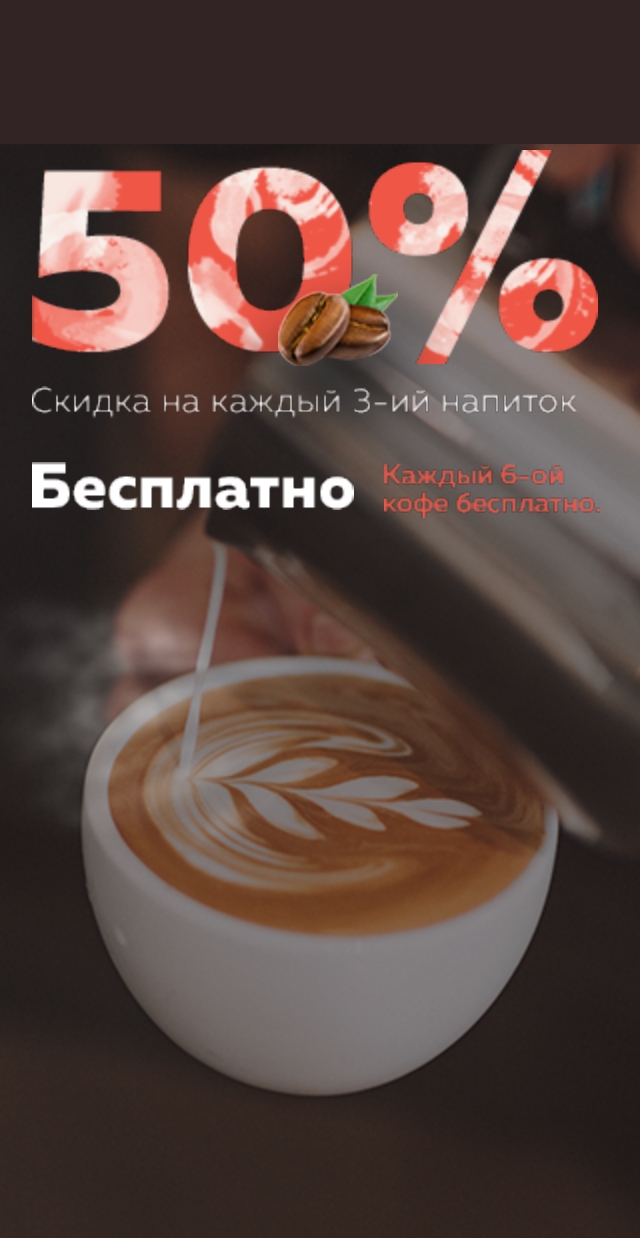 50%
Скидка на каждый 3-ий напиток
Бесплатно
Каждый 6-ой
кофе бесплатно.